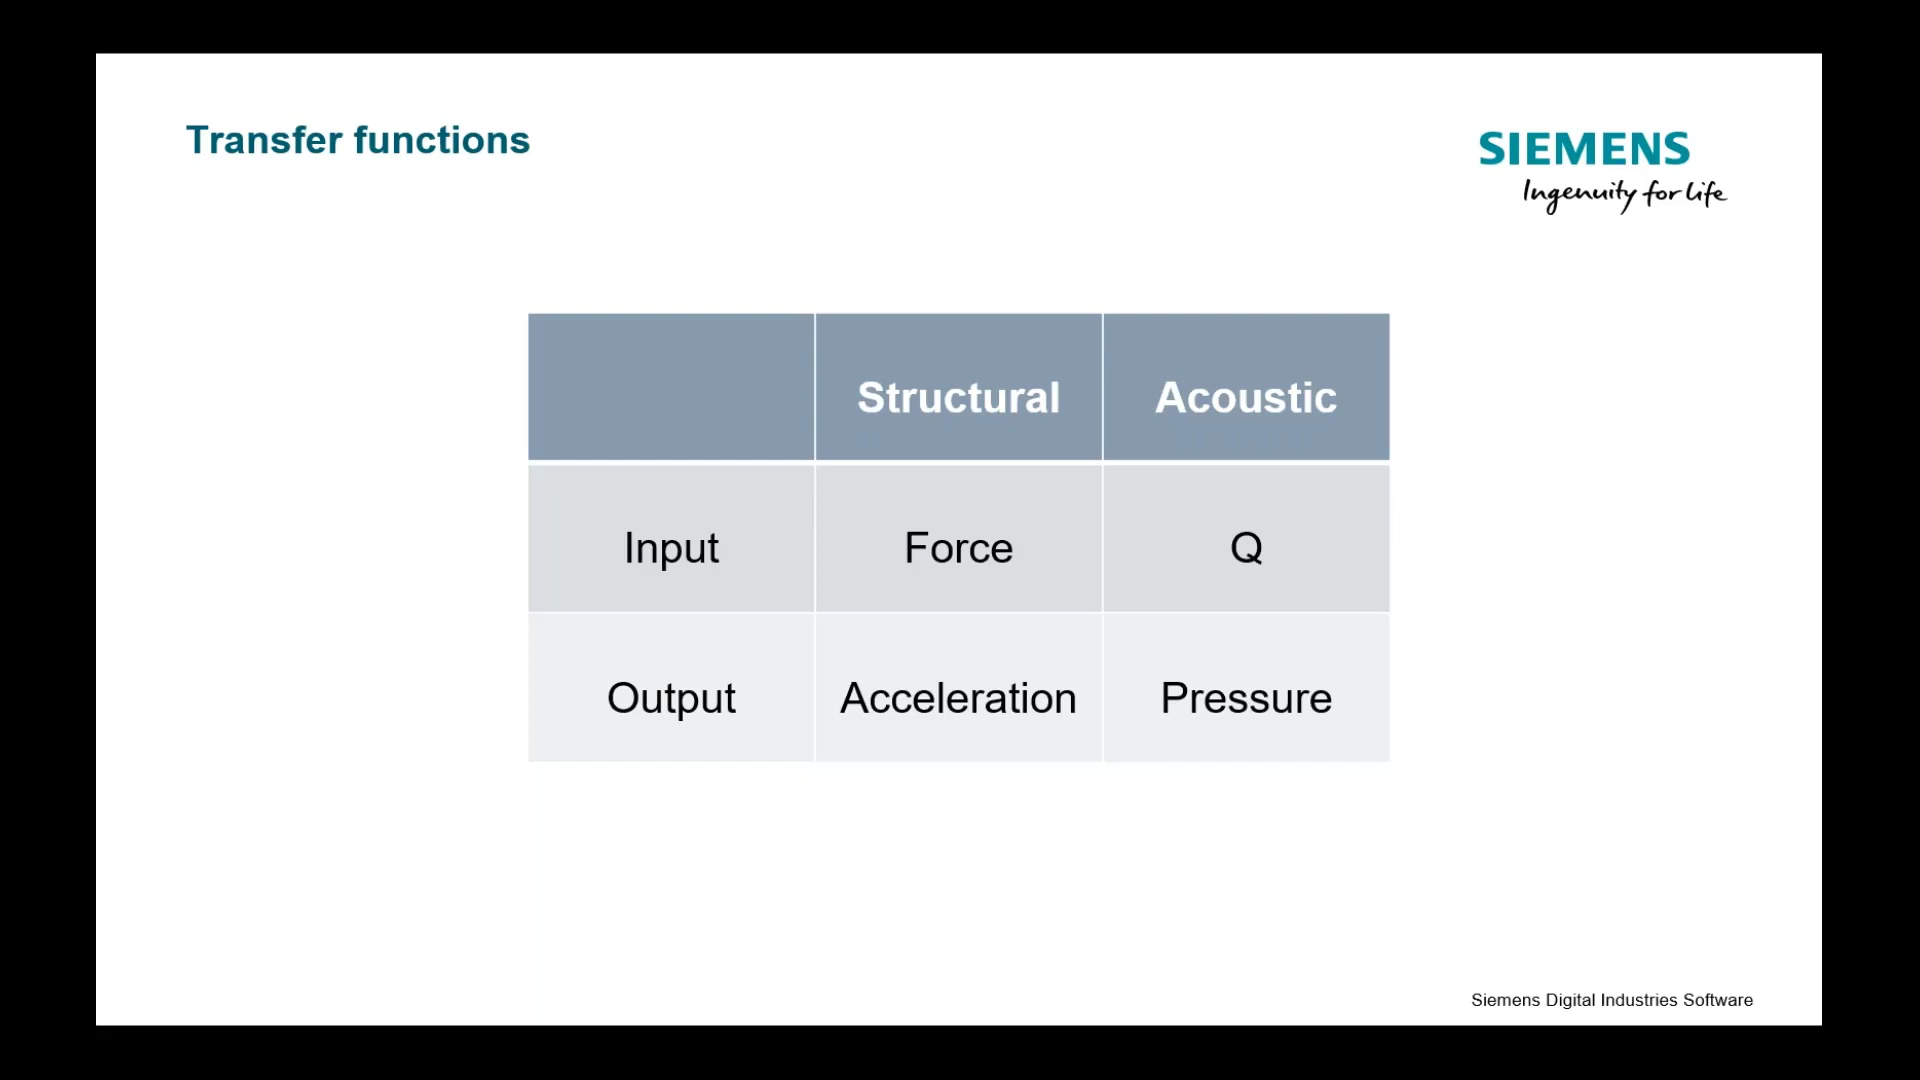 Transfer functions
SIEMENS
Ingenuity for life
Structural Acoustic
Input Force Q
Output Acceleration Pressure
Siemens Digital Industries Software